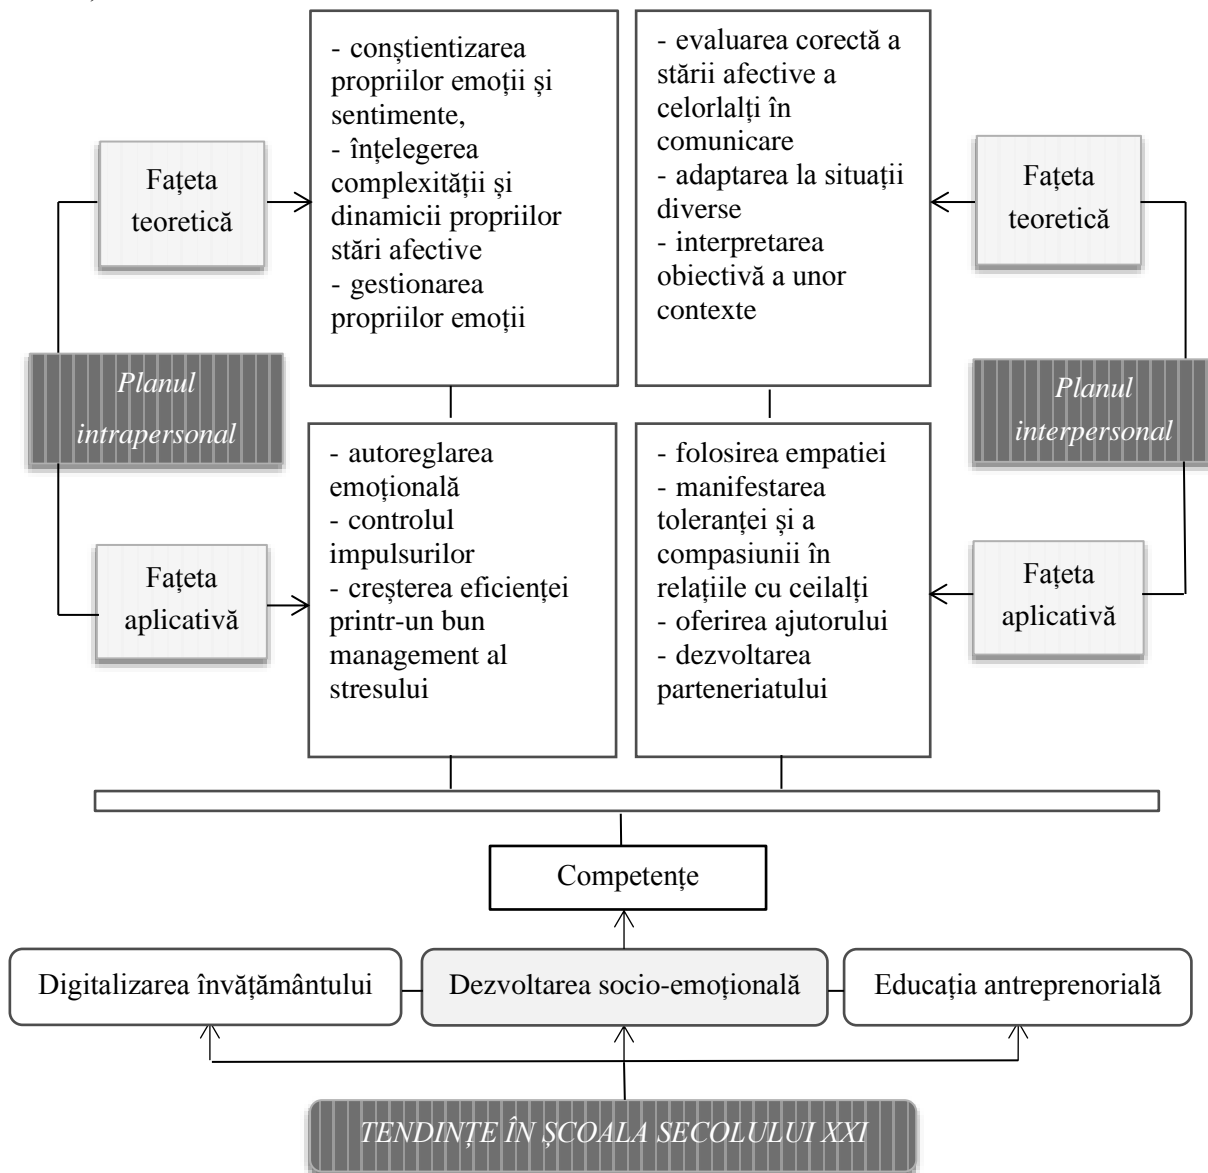 - conștientizarea
propriilor emoții și
sentimente,
- înțelegerea
complexității și
dinamicii propriilor
stări afective
- gestionarea
propriilor emoții
- evaluarea corectă a
stării afective a
celorlalți în
comunicare
- adaptarea la situații
diverse
- interpretarea
obiectivă a unor
contexte
Fațeta
teoretică
Fațeta
teoretică
Planul
intrapersonal
Planul
interpersonal
- autoreglarea
emoțională
- controlul
impulsurilor
- creșterea eficienței
printr-un bun
management al
stresului
- folosirea empatiei
- manifestarea
toleranței și a
compasiunii în
relațiile cu ceilalți
- oferirea ajutorului
- dezvoltarea
parteneriatului
Fațeta
aplicativă
Fațeta
aplicativă
Competențe
Digitalizarea învățământului
Dezvoltarea socio-emoțională
Educația antreprenorială
TENDINȚE ÎN ȘCOALA SECOLULUI XXI